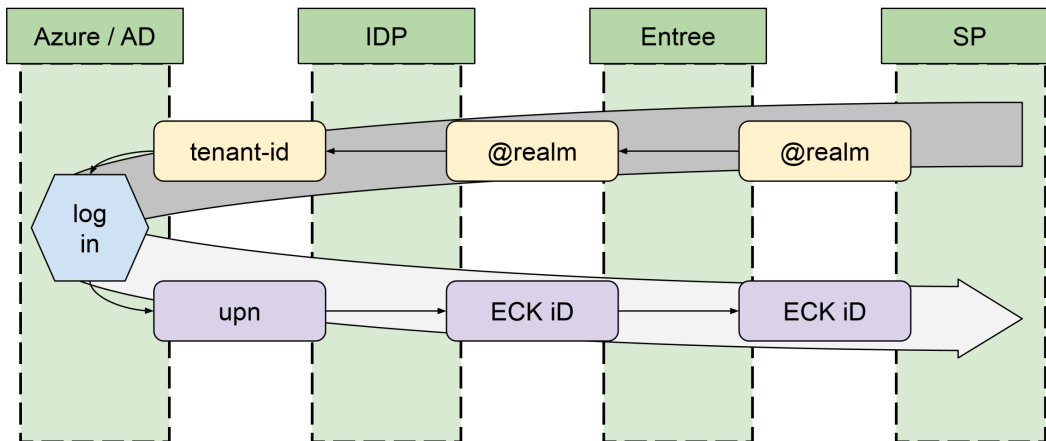 Azure / AD
IDP
Entree
SP
tenant-id
@realm
@realm
log
in
upn
ECK iD
ECK iD